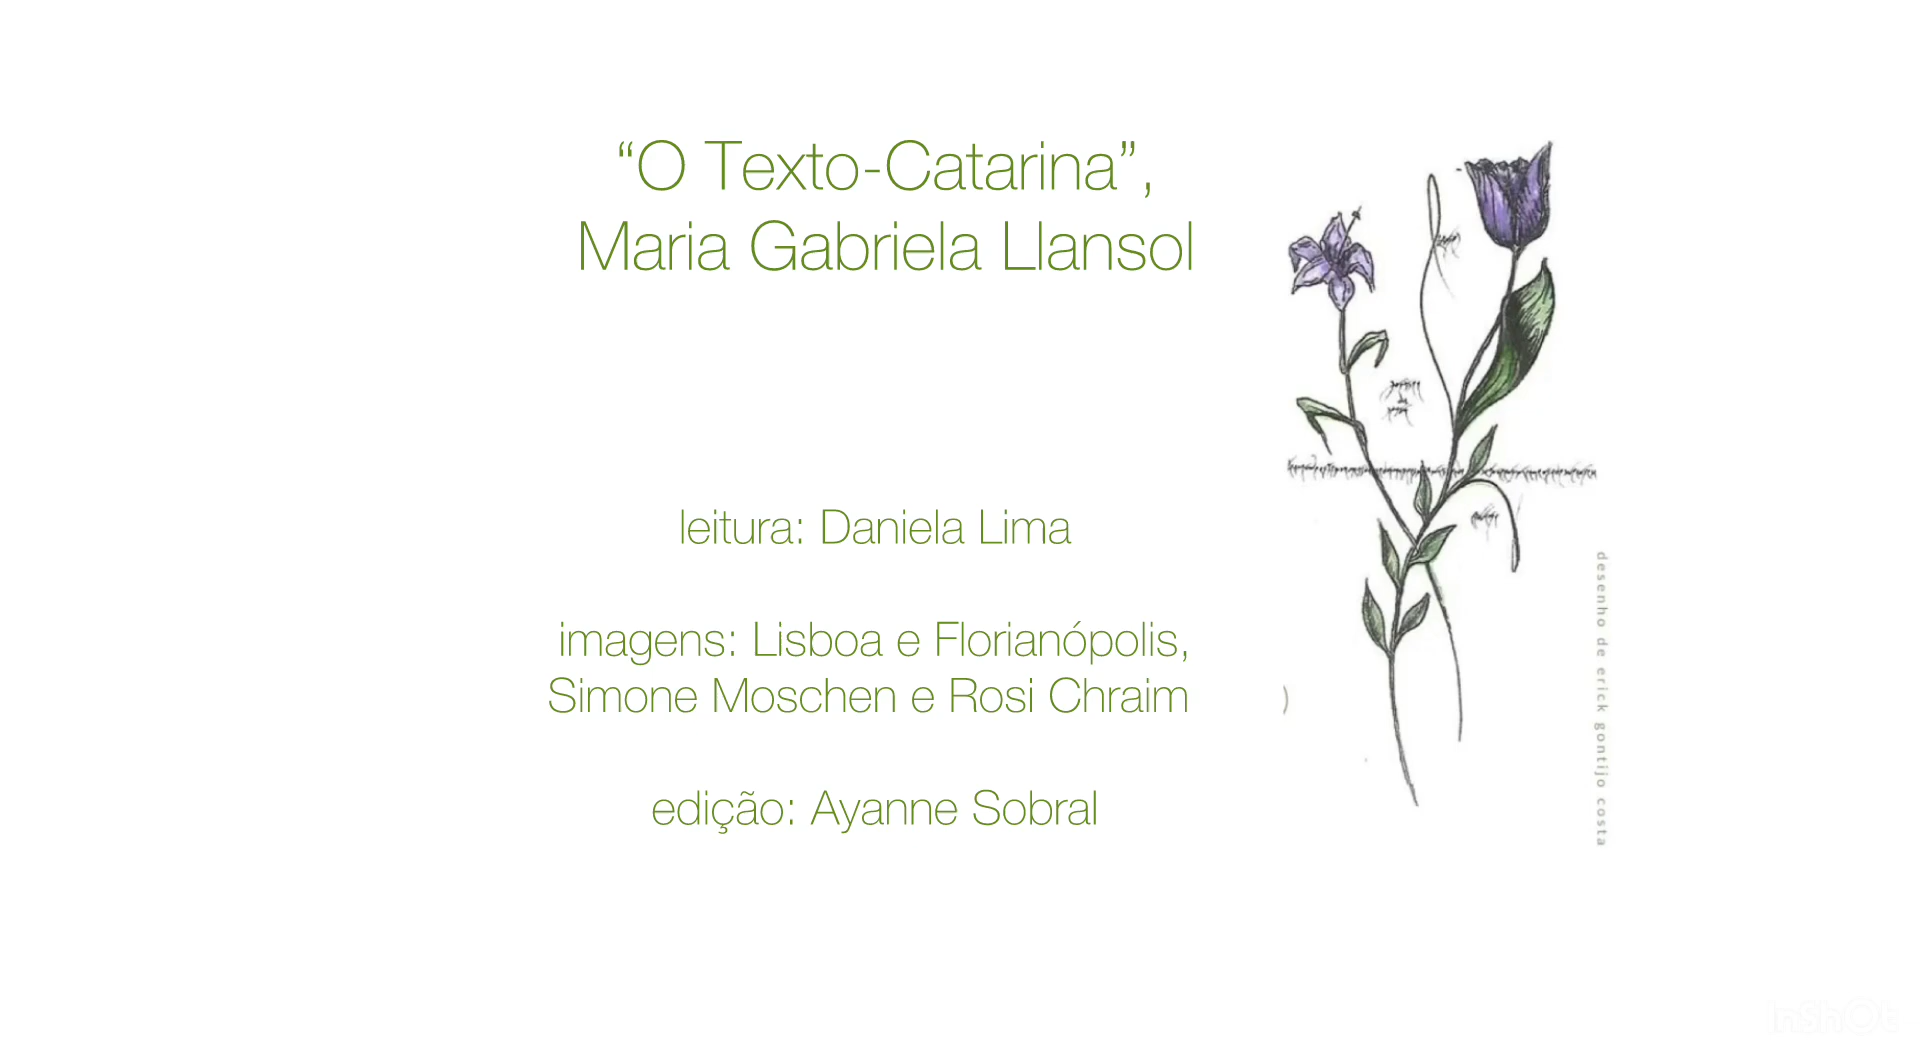 “O Texto-Catarina”,
Maria Gabriela Llansol
leitura: Daniela Lima
imagens: Lisboa e Florianópolis,
Simone Moschen e Rosi Chraim
edição: Ayanne Sobral
desenho de erick gontijo costa
InShOt